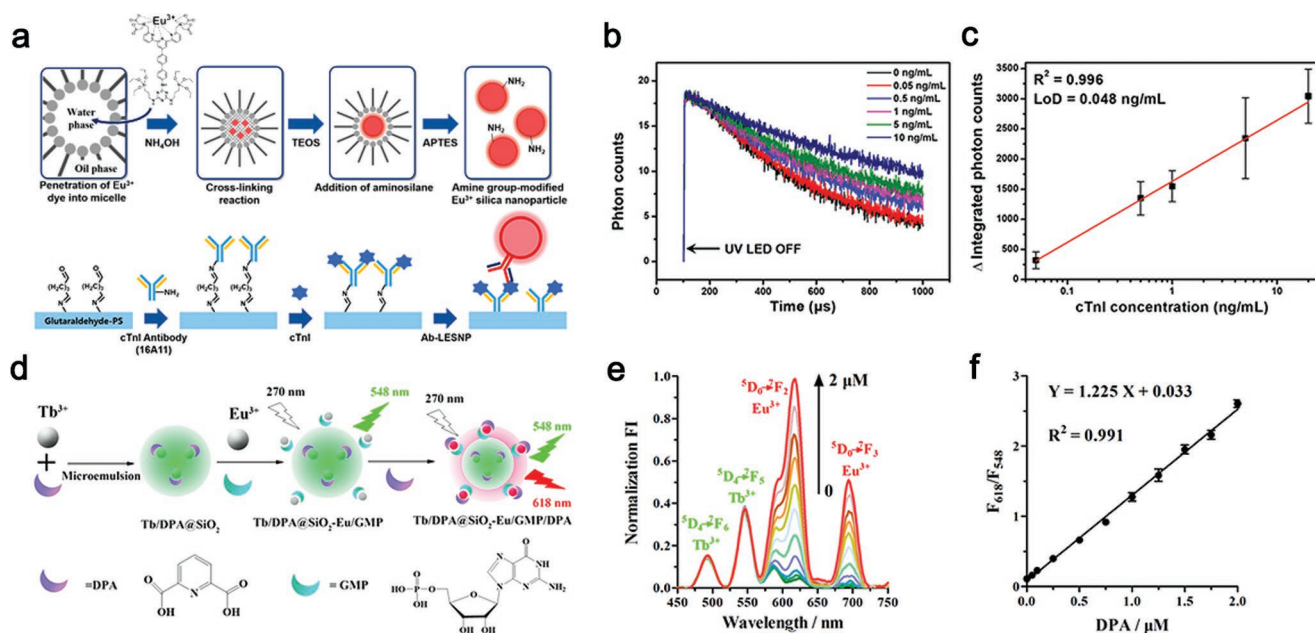 a
Eu³⁺
Water phase
Oil phase
NH₄OH
TEOS
APTES
NH₂
NH₂
NH₂
Penetration of Eu³⁺
dye into micelle
Cross-linking
reaction
Addition of aminosilane
Amine group-modified
Eu³⁺ silica nanoparticle
(H₂C)₃
(H₂C)₃
NH₂
(H₂C)₃
(H₂C)₃
Glutaraldehyde-PS
cTnI Antibody
(16A11)
cTnI
Ab-LESNP
b
Phton counts
20
15
10
5
0
0 ng/mL
0.05 ng/mL
0.5 ng/mL
1 ng/mL
5 ng/mL
10 ng/mL
UV LED OFF
0 200 400 600 800 1000
Time (µs)
c
Δ Integrated photon counts
3500
3000
2500
2000
1500
1000
500
0
R² = 0.996
LoD = 0.048 ng/mL
0.1 1 10
cTnI concentration (ng/mL)
d
Tb³⁺
+
Microemulsion
Eu³⁺
270 nm
548 nm
270 nm
548 nm
618 nm
Tb/DPA@SiO₂
Tb/DPA@SiO₂-Eu/GMP
Tb/DPA@SiO₂-Eu/GMP/DPA
=DPA
O
O
N
OH
OH
=GMP
O
N
NH
N
N
NH₂
O
HO-P-O
OH
O
OH OH
e
Normalization FI
1.0
0.8
0.6
0.4
0.2
0.0
⁵D₀→⁷F₂
Eu³⁺
2 µM
0
⁵D₀→⁷F₃
Eu³⁺
⁵D₄→⁷F₅
Tb³⁺
⁵D₄→⁷F₆
Tb³⁺
450 500 550 600 650 700 750
Wavelength / nm
f
F₆₁₈/F₅₄₈
3
2
1
0
Y = 1.225 X + 0.033
R² = 0.991
0.0 0.5 1.0 1.5 2.0
DPA / µM